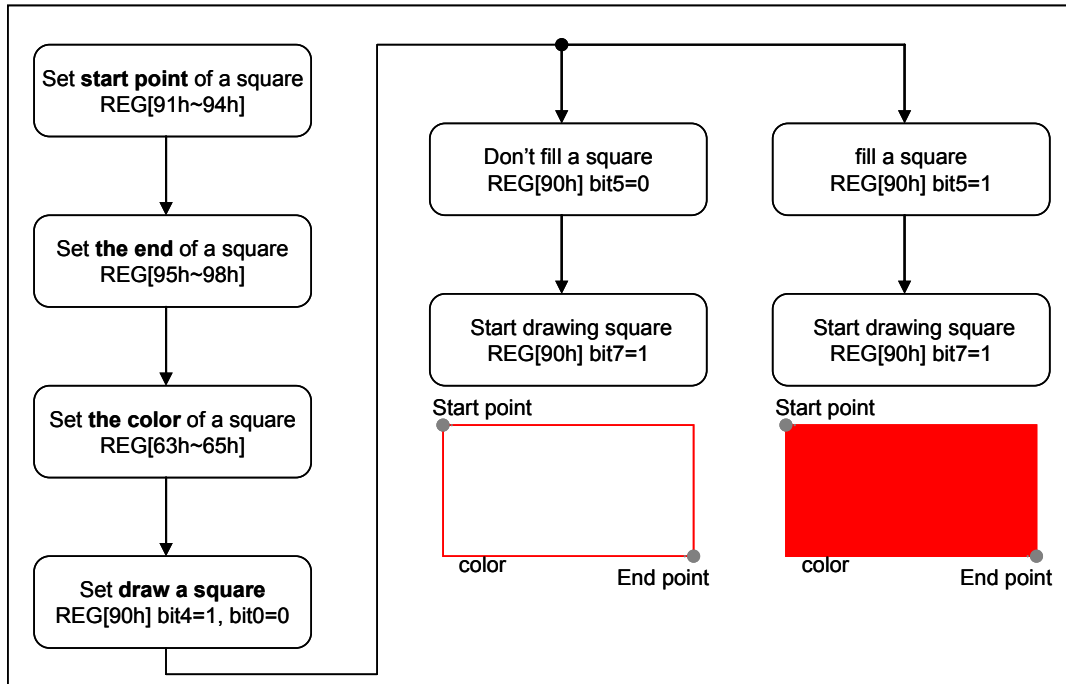 Set start point of a square
REG[91h~94h]
Set the end of a square
REG[95h~98h]
Set the color of a square
REG[63h~65h]
Set draw a square
REG[90h] bit4=1, bit0=0
Don't fill a square
REG[90h] bit5=0
Start drawing square
REG[90h] bit7=1
Start point
color
End point
fill a square
REG[90h] bit5=1
Start drawing square
REG[90h] bit7=1
Start point
color
End point